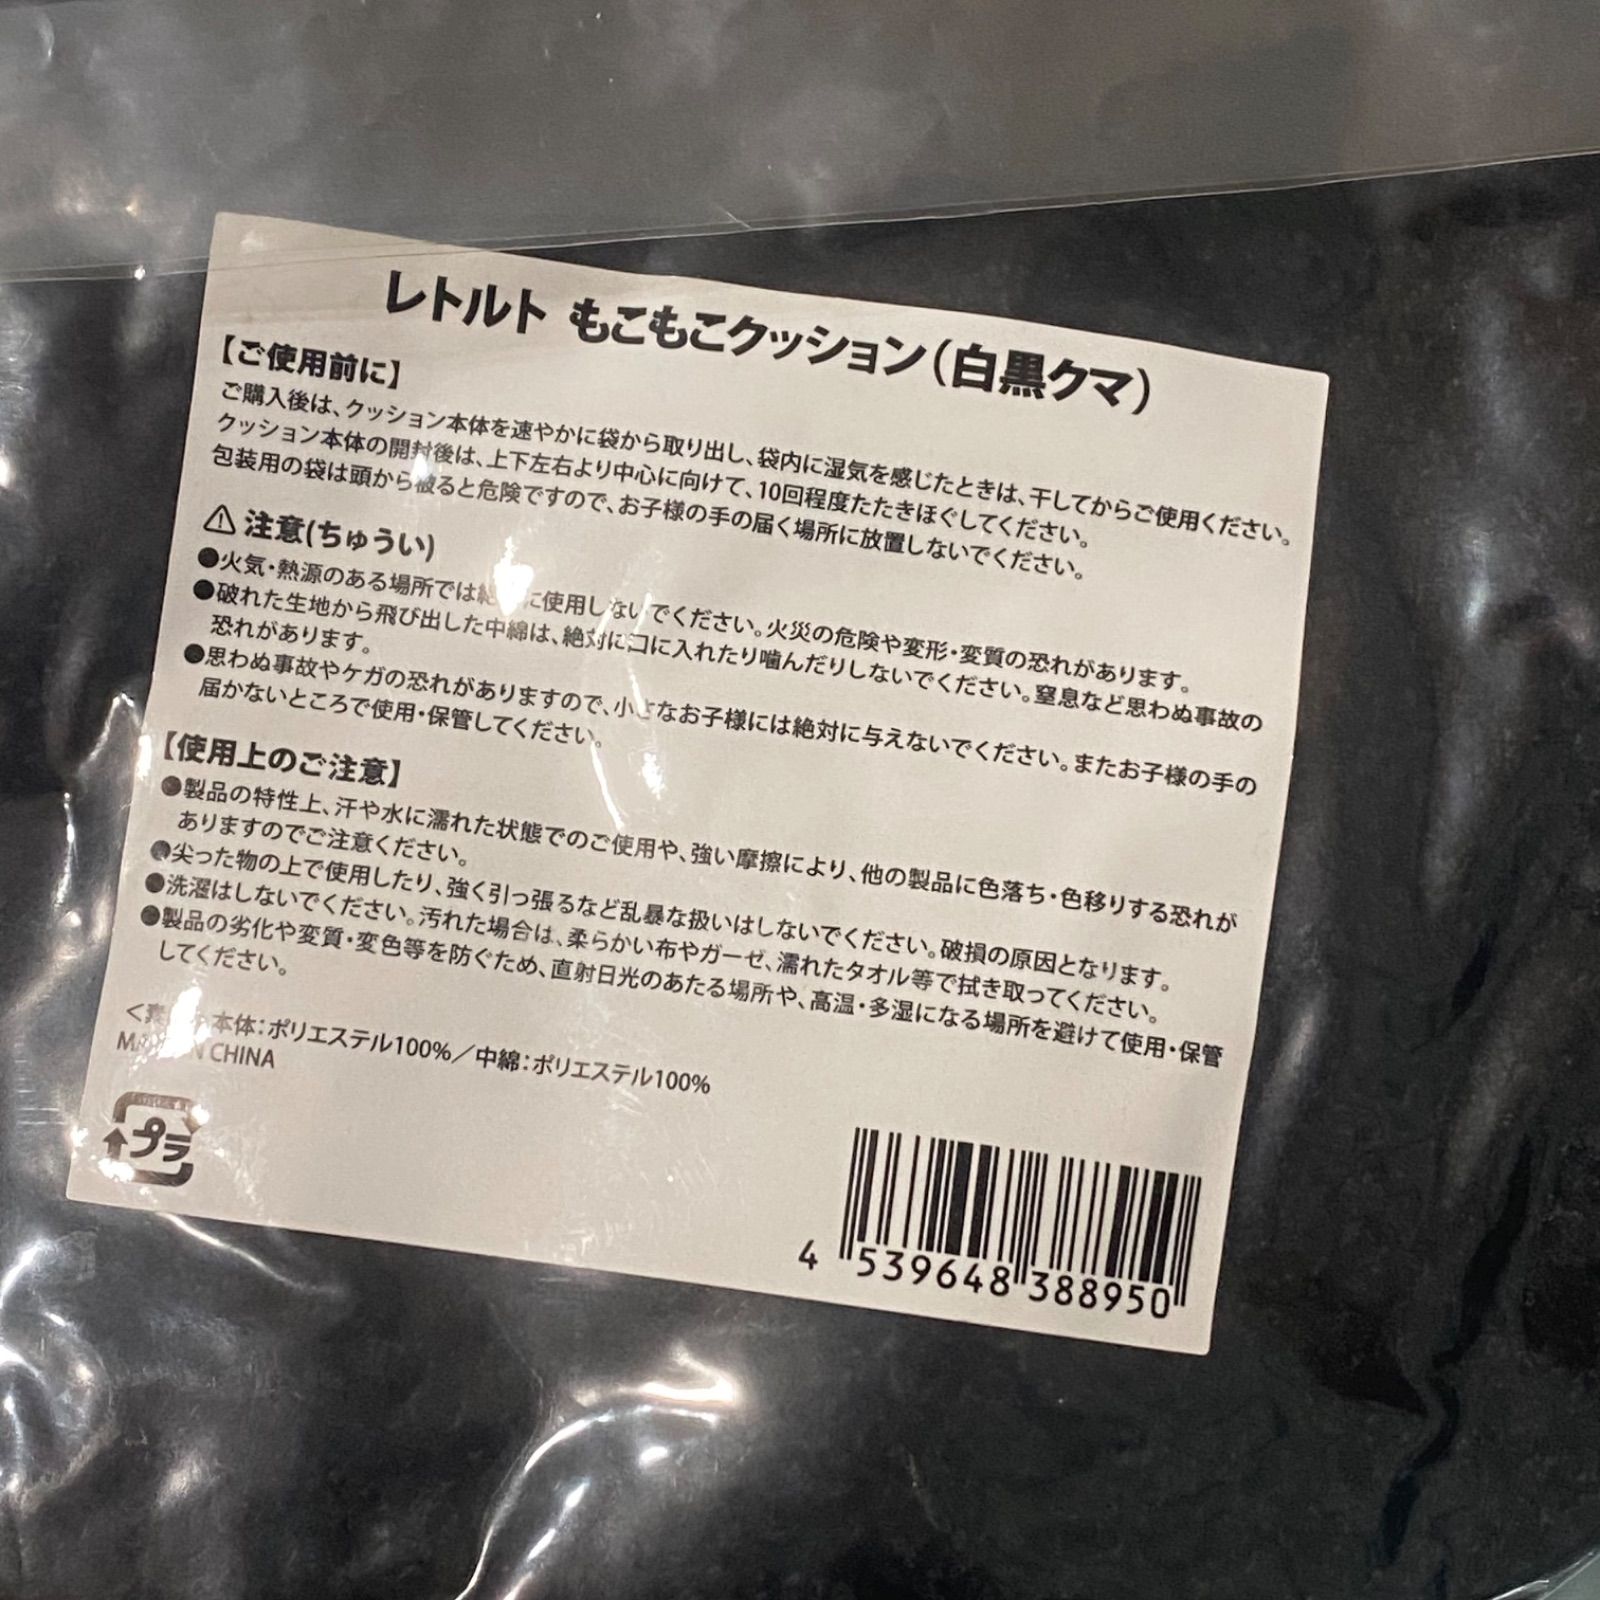 レトルト もこもこクッション(白黒クマ)
【ご使用前に】
ご購入後は、クッション本体を速やかに袋から取り出し、袋内に湿気を感じたときは、干してからご使用ください。
クッション本体の開封後は、上下左右より中心に向けて、10回程度たたきほぐしてください。
包装用の袋は頭から被ると危険ですので、お子様の手の届く場所に放置しないでください。
⚠ 注意(ちゅうい)
●火気・熱源のある場所では絶対に使用しないでください。火災の危険や変形・変質の恐れがあります。
●破れた生地から飛び出した中綿は、絶対に口に入れたり噛んだりしないでください。窒息など思わぬ事故の
恐れがあります。
●思わぬ事故やケガの恐れがありますので、小さなお子様には絶対に与えないでください。またお子様の手の
届かないところで使用・保管してください。
【使用上のご注意】
●製品の特性上、汗や水に濡れた状態でのご使用や、強い摩擦により、他の製品に色落ち・色移りする恐れが
ありますのでご注意ください。
●尖った物の上で使用したり、強く引っ張るなど乱暴な扱いはしないでください。破損の原因となります。
●洗濯はしないでください。汚れた場合は、柔らかい布やガーゼ、濡れたタオル等で拭き取ってください。
●製品の劣化や変質・変色等を防ぐため、直射日光のあたる場所や、高温・多湿になる場所を避けて使用・保管
してください。
本体:ポリエステル100%/中綿:ポリエステル100%
MADE IN CHINA
プラ
4 539648 388950